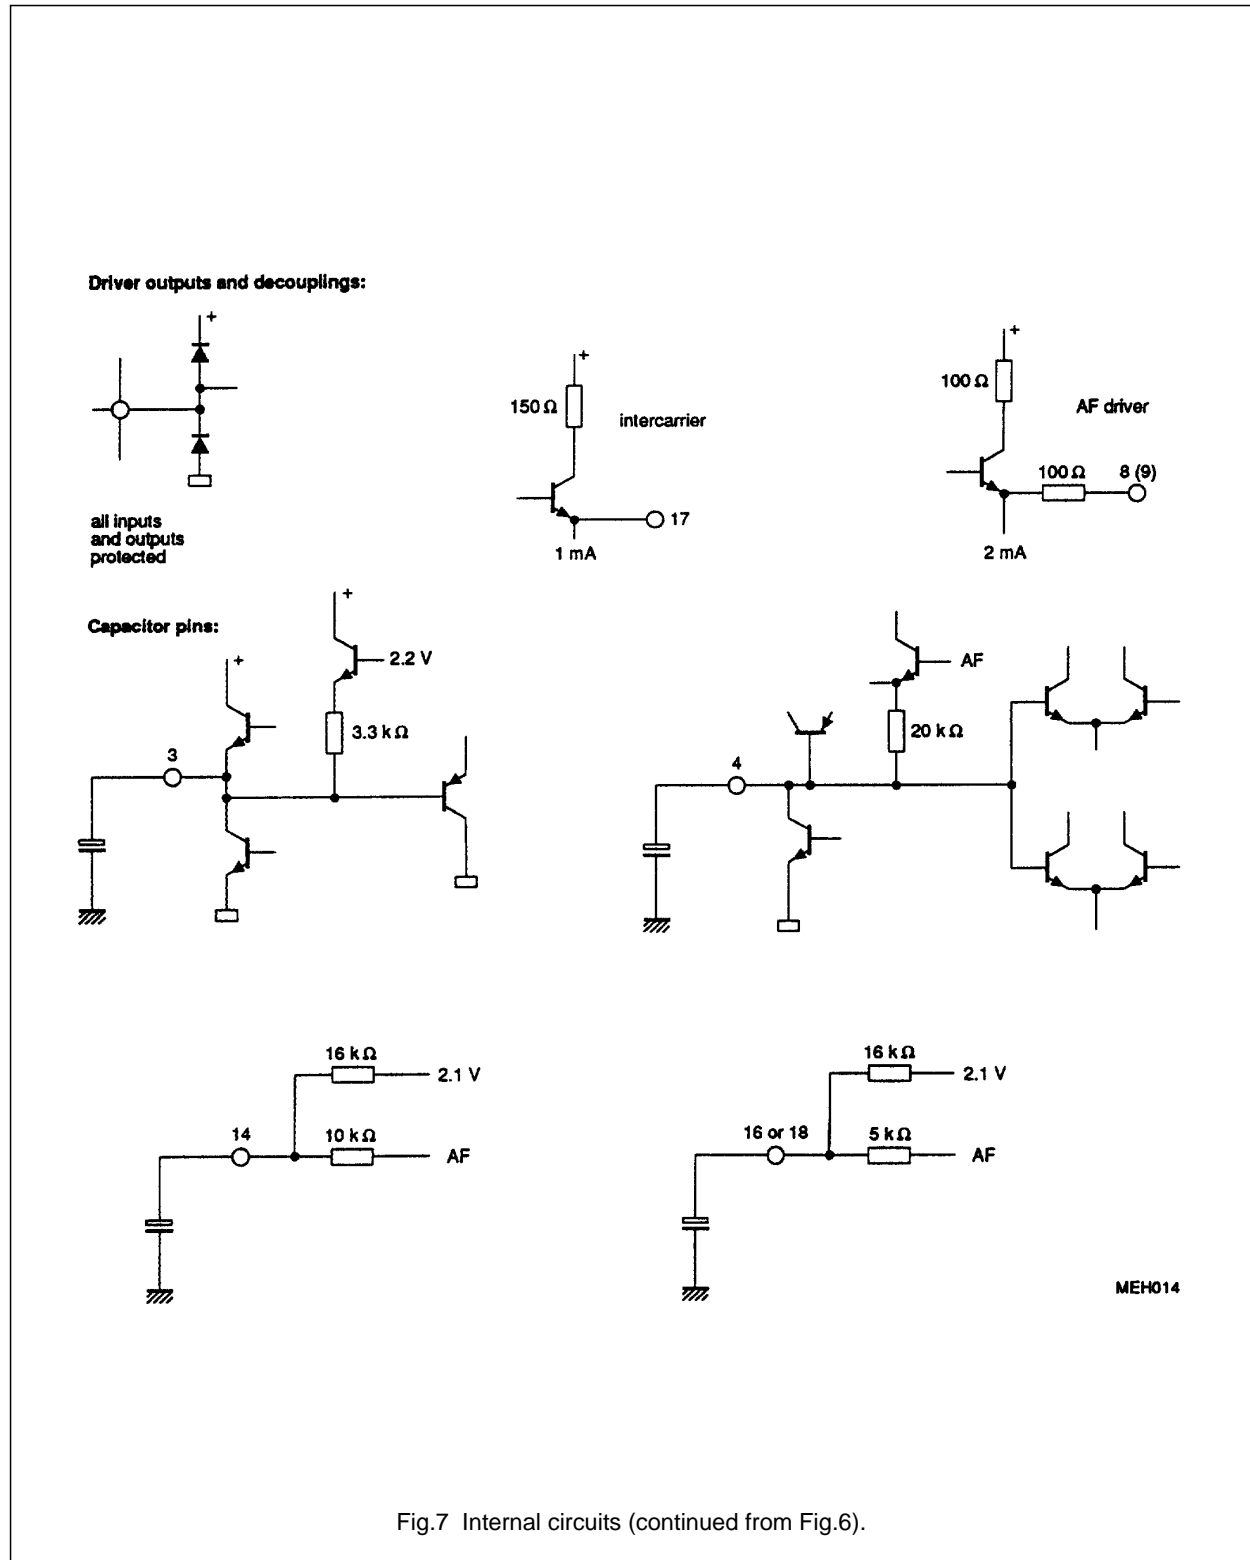 Driver outputs and decouplings:
+
all inputs
and outputs
protected
+
150 Ω
intercarrier
17
1 mA
+
100 Ω
AF driver
100 Ω
8 (9)
2 mA
Capacitor pins:
+
+
2.2 V
3.3 kΩ
3
AF
20 kΩ
4
16 kΩ
2.1 V
14
10 kΩ
AF
16 kΩ
2.1 V
16 or 18
5 kΩ
AF
MEH014
Fig.7 Internal circuits (continued from Fig.6).